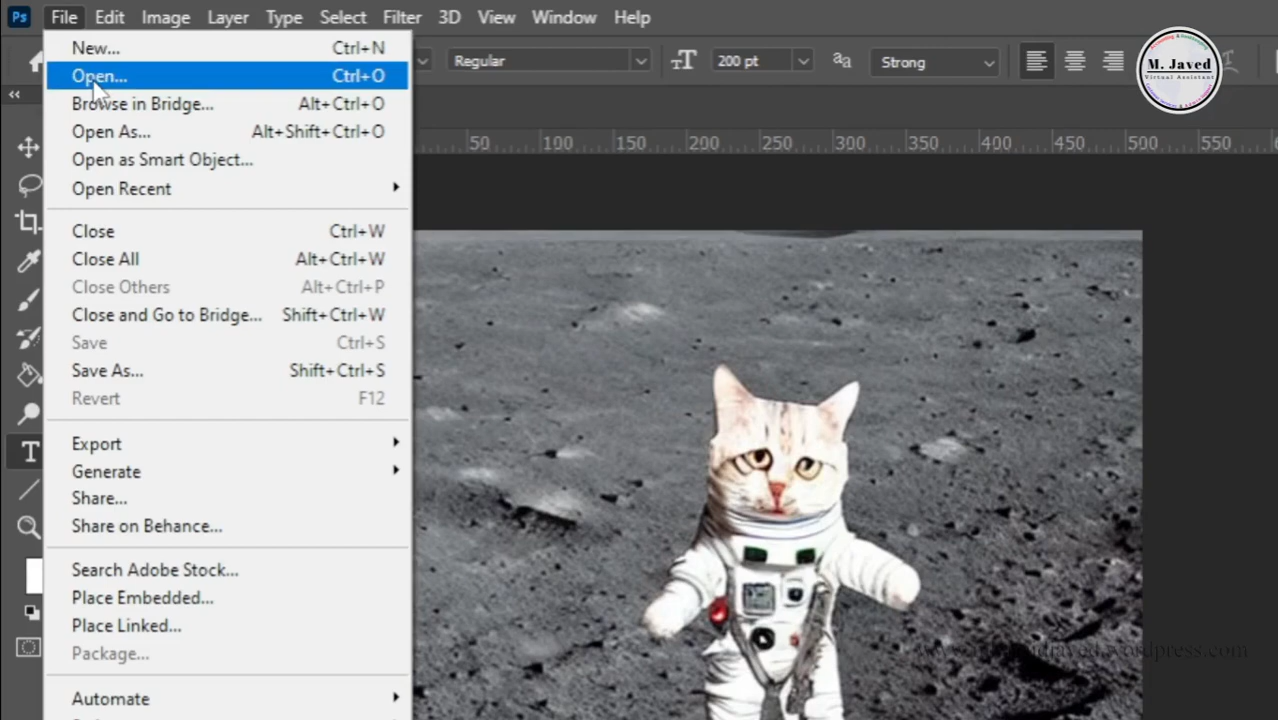 Ps File Edit Image Layer Type Select Filter 3D View Window Help
Regular 200 pt aa Strong
M. Javed
Virtual Assistant
New... Ctrl+N
Open... Ctrl+O
Browse in Bridge... Alt+Ctrl+O
Open As... Alt+Shift+Ctrl+O
Open as Smart Object...
Open Recent
Close Ctrl+W
Close All Alt+Ctrl+W
Close Others Alt+Ctrl+P
Close and Go to Bridge... Shift+Ctrl+W
Save Ctrl+S
Save As... Shift+Ctrl+S
Revert F12
Export
Generate
Share...
Share on Behance...
Search Adobe Stock...
Place Embedded...
Place Linked...
Package...
Automate
50 100 150 200 250 300 350 400 450 500 550